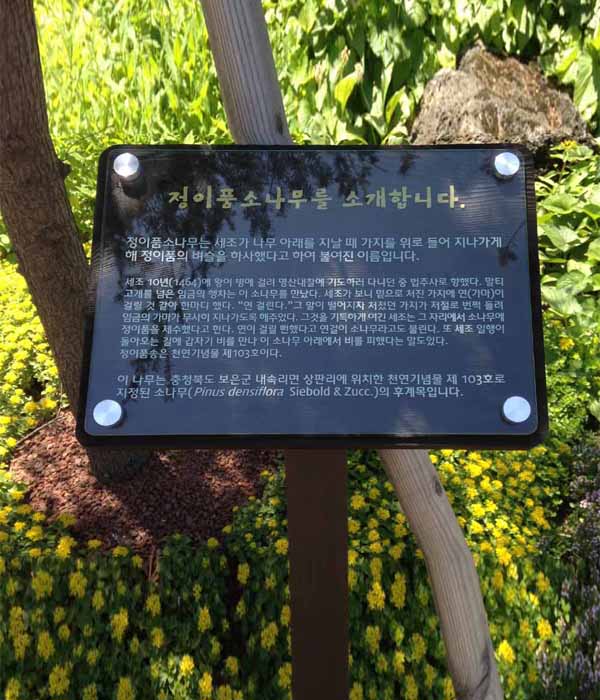 정이품소나무를 소개합니다.
정이품소나무는 세조가 나무 아래를 지날 때 가지를 위로 들어 지나가게
해 정이품의 벼슬을 하사했다고 하여 붙어진 이름입니다.
세조 10년(1464)에 왕이 병에 걸려 명산대찰에 기도하러 다니던 중 법주사로 향했다. 말티
고개를 넘은 임금의 행차는 이 소나무를 만났다. 세조가 보니 밑으로 처진 가지에 연(가마)이
걸릴 것 같아 한마디 했다. "연 걸린다." 그 말이 떨어지자 처졌던 가지가 저절로 번쩍 들려
임금의 가마가 무사히 지나가도록 해주었다. 그것을 기특하게 여긴 세조는 그 자리에서 소나무에
정이품을 제수했다고 한다. 연이 걸릴 뻔했다고 연걸이 소나무라고도 불린다. 또 세조 일행이
돌아오는 길에 갑자기 비를 만나 이 소나무 아래에서 비를 피했다는 말도있다.
정이품송은 천연기념물 제103호이다.
이 나무는 충청북도 보은군 내속리면 상판리에 위치한 천연기념물 제 103호로
지정된 소나무(Pinus densiflora Siebold & Zucc.)의 후계목입니다.